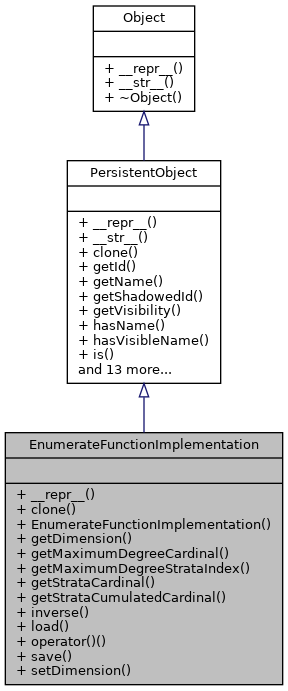 Object
+ __repr__()
+ __str__()
+ ~Object()
PersistentObject
+ __repr__()
+ __str__()
+ clone()
+ getId()
+ getName()
+ getShadowedId()
+ getVisibility()
+ hasName()
+ hasVisibleName()
+ is()
and 13 more...
EnumerateFunctionImplementation
+ __repr__()
+ clone()
+ EnumerateFunctionImplementation()
+ getDimension()
+ getMaximumDegreeCardinal()
+ getMaximumDegreeStrataIndex()
+ getStrataCardinal()
+ getStrataCumulatedCardinal()
+ inverse()
+ load()
+ operator()()
+ save()
+ setDimension()